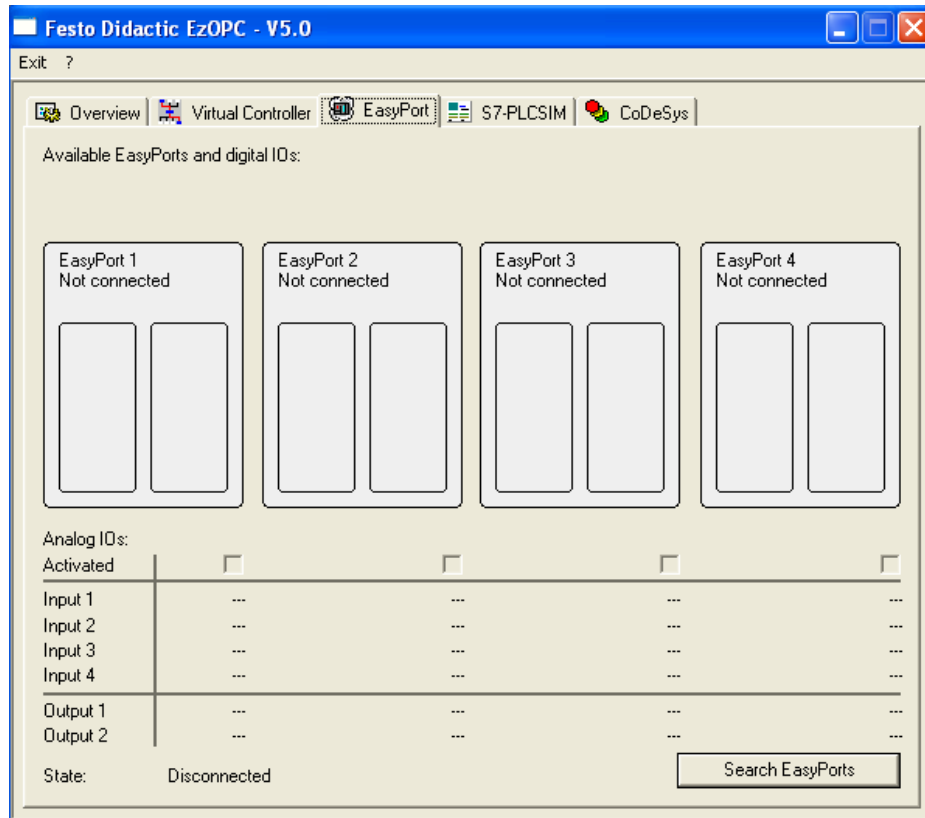 Festo Didactic EzOPC - V5.0
Exit ?
Overview Virtual Controller EasyPort S7-PLCSIM CoDeSys
Available EasyPorts and digital IOs:
EasyPort 1 EasyPort 2 EasyPort 3 EasyPort 4
Not connected Not connected Not connected Not connected
Analog IOs:
Activated
Input 1 --- --- --- ---
Input 2 --- --- --- ---
Input 3 --- --- --- ---
Input 4 --- --- --- ---
Output 1 --- --- --- ---
Output 2 --- --- --- ---
State: Disconnected Search EasyPorts